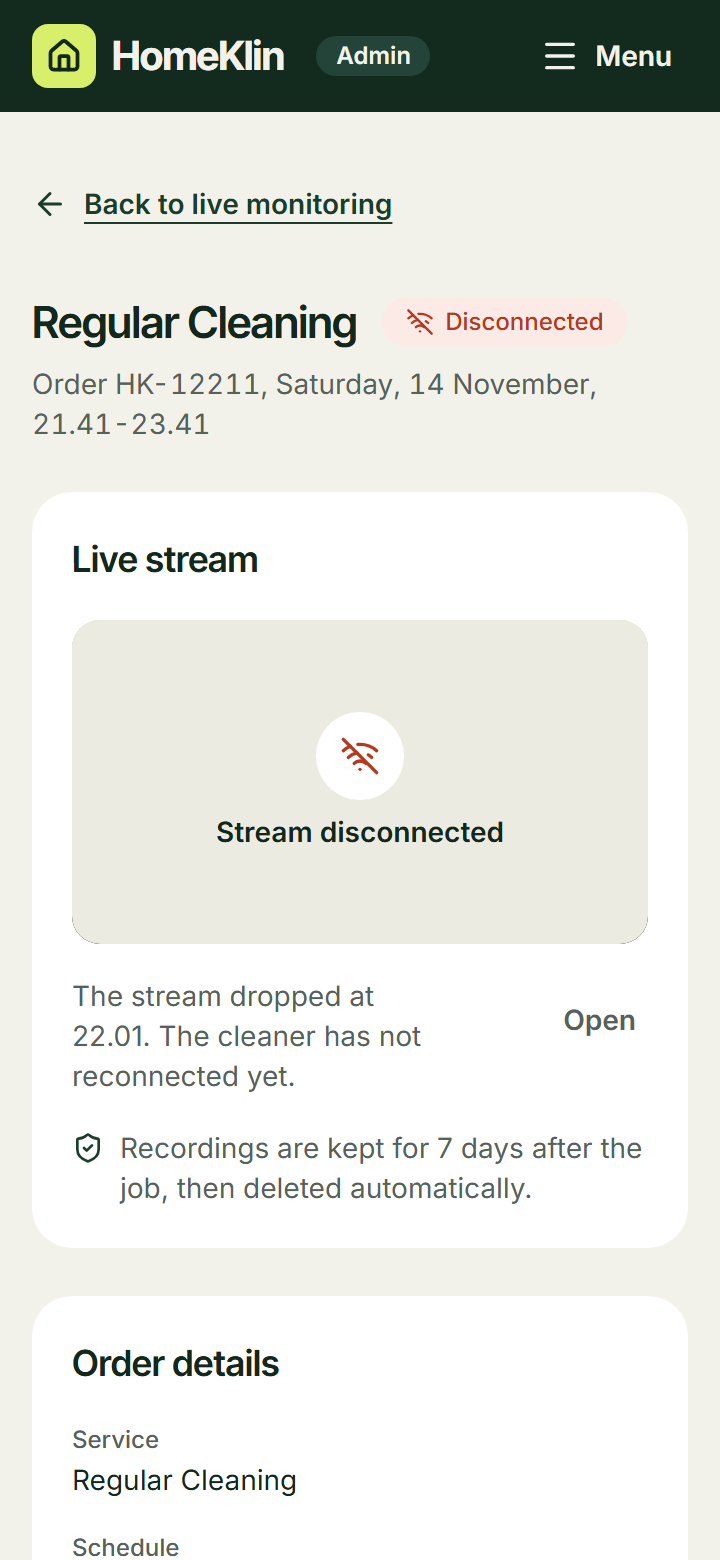 HomeKlin
Admin
Menu
Back to live monitoring
Regular Cleaning
Disconnected
Order HK-12211, Saturday, 14 November,
21.41-23.41
Live stream
Stream disconnected
The stream dropped at
22.01. The cleaner has not
reconnected yet.
Open
Recordings are kept for 7 days after the
job, then deleted automatically.
Order details
Service
Regular Cleaning
Schedule